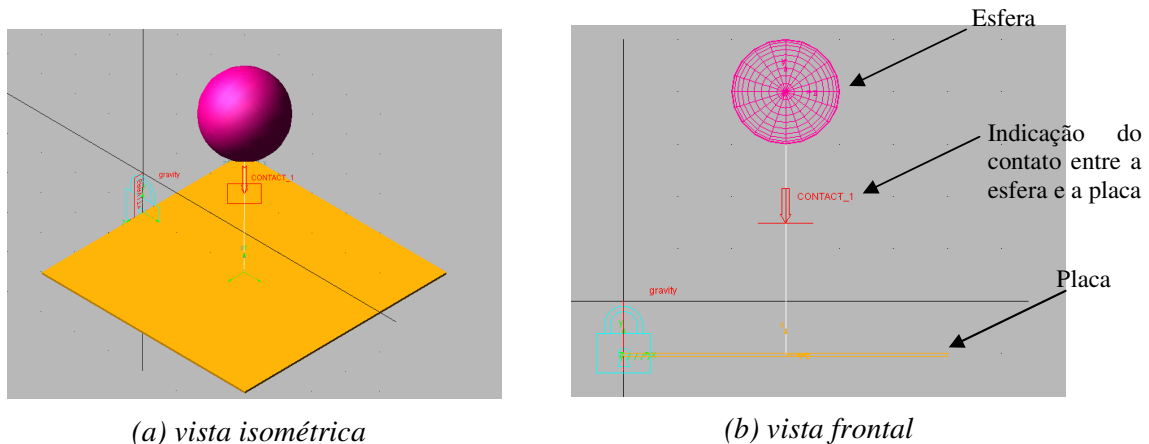 Esfera
Indicação do
contato entre a
esfera e a placa
Placa
gravity
CONTACT_1
gravity
CONTACT_1
(a) vista isométrica
(b) vista frontal